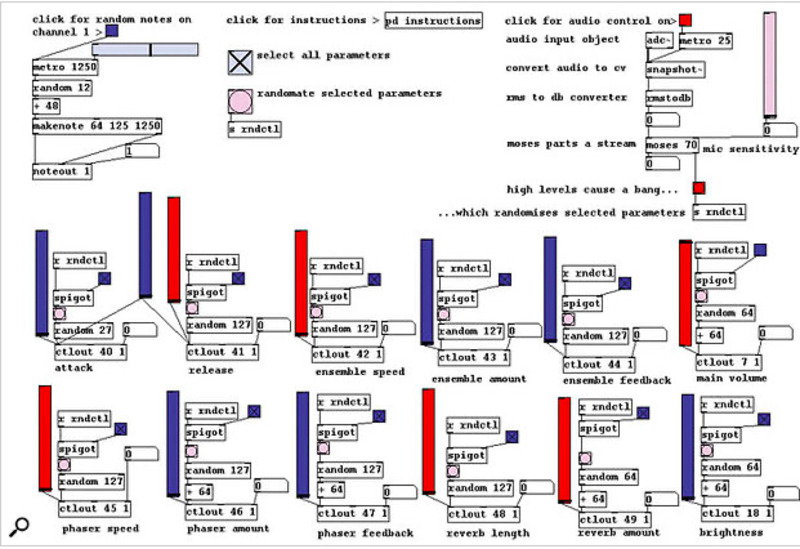 click for random notes on
channel 1 >
metro 1250
random 12
+ 48
makenote 64 125 1250
1
noteout 1
click for instructions >
pd instructions
select all parameters
randomate selected parameters
s rndctl
click for audio control on>
audio input object
adc~
metro 25
convert audio to cv
snapshot~
rms to db converter
rmstodb
0
0
moses parts a stream
moses 70
mic sensitivity
0
high levels cause a bang...
...which randomises selected parameters
s rndctl
r rndctl
spigot
random 27
0
ctlout 40 1
attack
r rndctl
spigot
random 127
0
ctlout 41 1
release
r rndctl
spigot
random 127
0
ctlout 42 1
ensemble speed
r rndctl
spigot
random 127
0
ctlout 43 1
ensemble amount
r rndctl
spigot
random 127
0
ctlout 44 1
ensemble feedback
r rndctl
spigot
random 64
+ 64
0
ctlout 7 1
main volume
r rndctl
spigot
0
random 127
ctlout 45 1
phaser speed
r rndctl
spigot
random 127
+ 64
0
ctlout 46 1
phaser amount
r rndctl
spigot
random 127
+ 64
0
ctlout 47 1
phaser feedback
r rndctl
spigot
random 127
0
ctlout 48 1
reverb length
r rndctl
spigot
random 64
+ 64
0
ctlout 49 1
reverb amount
r rndctl
spigot
random 64
+ 64
0
ctlout 18 1
brightness